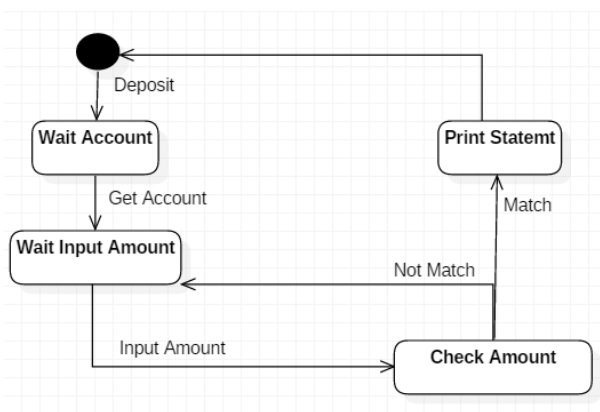 Deposit
Wait Account
Print Statemt
Get Account
Match
Wait Input Amount
Not Match
Input Amount
Check Amount